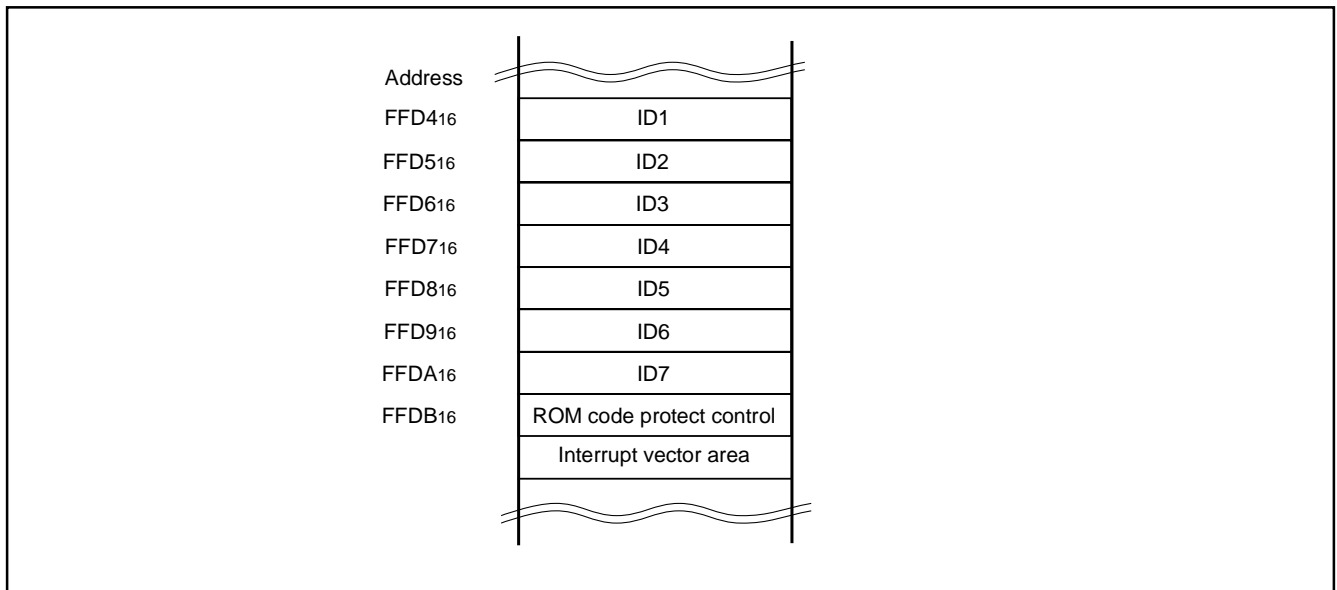 Address
FFD416 ID1
FFD516 ID2
FFD616 ID3
FFD716 ID4
FFD816 ID5
FFD916 ID6
FFDA16 ID7
FFDB16 ROM code protect control
Interrupt vector area